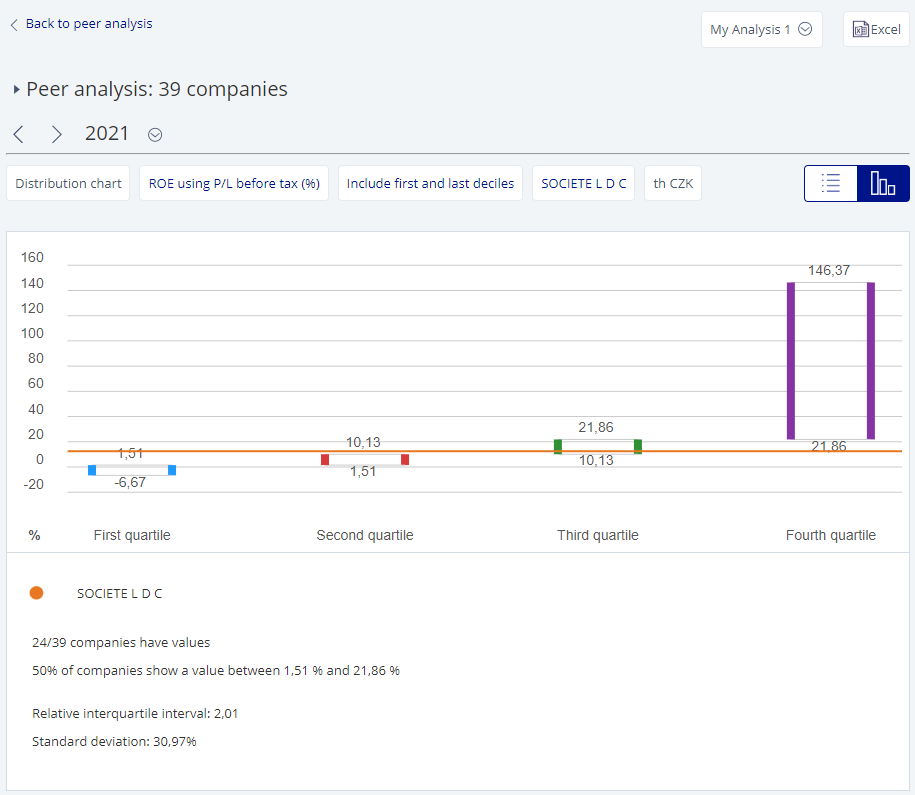 Back to peer analysis
My Analysis 1
Excel
Peer analysis: 39 companies
2021
Distribution chart
ROE using P/L before tax (%)
Include first and last deciles
SOCIETE L D C
th CZK
160
140
120
100
80
60
40
20
0
-20
1,51
-6,67
10,13
1,51
21,86
10,13
146,37
21,86
%
First quartile
Second quartile
Third quartile
Fourth quartile
SOCIETE L D C
24/39 companies have values
50% of companies show a value between 1,51 % and 21,86 %
Relative interquartile interval: 2,01
Standard deviation: 30,97%